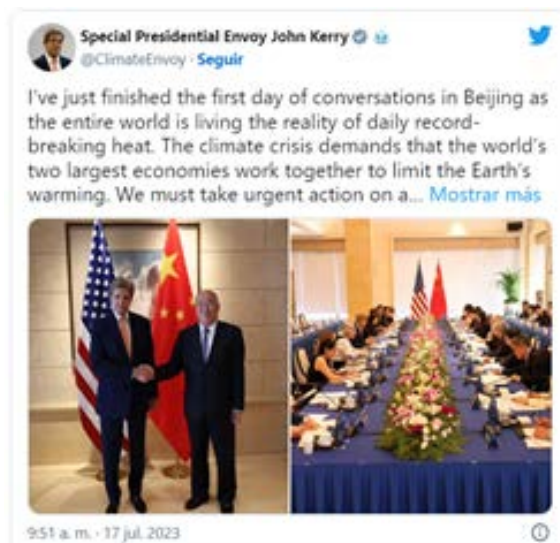 Special Presidential Envoy John Kerry
@ClimateEnvoy · Seguir
I've just finished the first day of conversations in Beijing as
the entire world is living the reality of daily record-
breaking heat. The climate crisis demands that the world's
two largest economies work together to limit the Earth's
warming. We must take urgent action on a... Mostrar más
9:51 a. m. · 17 jul. 2023